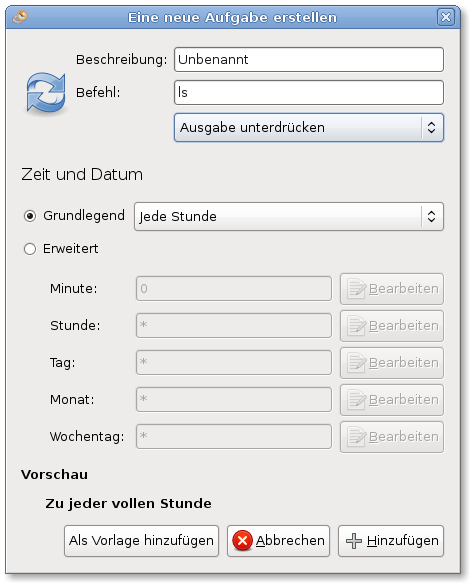 Eine neue Aufgabe erstellen
Beschreibung: Unbenannt
Befehl: ls
Ausgabe unterdrücken
Zeit und Datum
Grundlegend Jede Stunde
Erweitert
Minute: 0 Bearbeiten
Stunde: * Bearbeiten
Tag: * Bearbeiten
Monat: * Bearbeiten
Wochentag: * Bearbeiten
Vorschau
Zu jeder vollen Stunde
Als Vorlage hinzufügen Abbrechen Hinzufügen